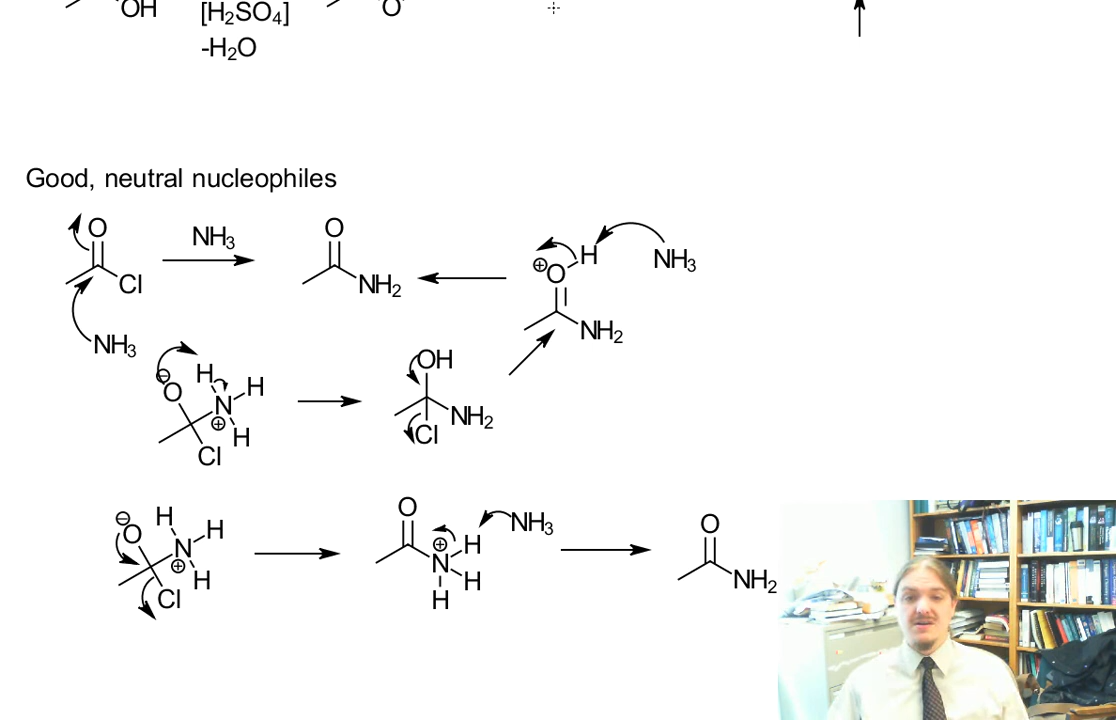 OH [H₂SO₄] O
-H₂O
Good, neutral nucleophiles
O NH₃ O ⊕O H NH₃
Cl NH₂ NH₂
NH₃
⊖ O H H N ⊕ H Cl
OH NH₂ Cl
⊖ O H H N ⊕ H Cl
O ⊕ H N H H NH₃
O NH₂